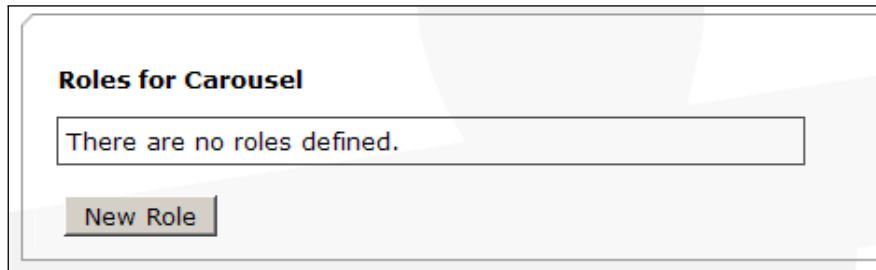 Roles for Carousel
There are no roles defined.
New Role